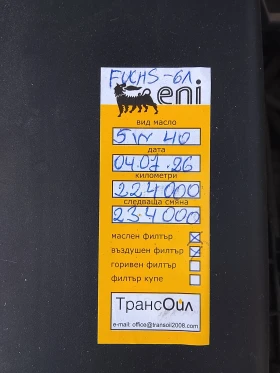 FUCHS-6Л
eni
вид масло
5w 40
дата
04.07.26
километри
224000
следваща смяна
234000
маслен филтър
въздушен филтър
горивен филтър
филтър купе
ТрансОйл
e-mail: office@transoil2008.com